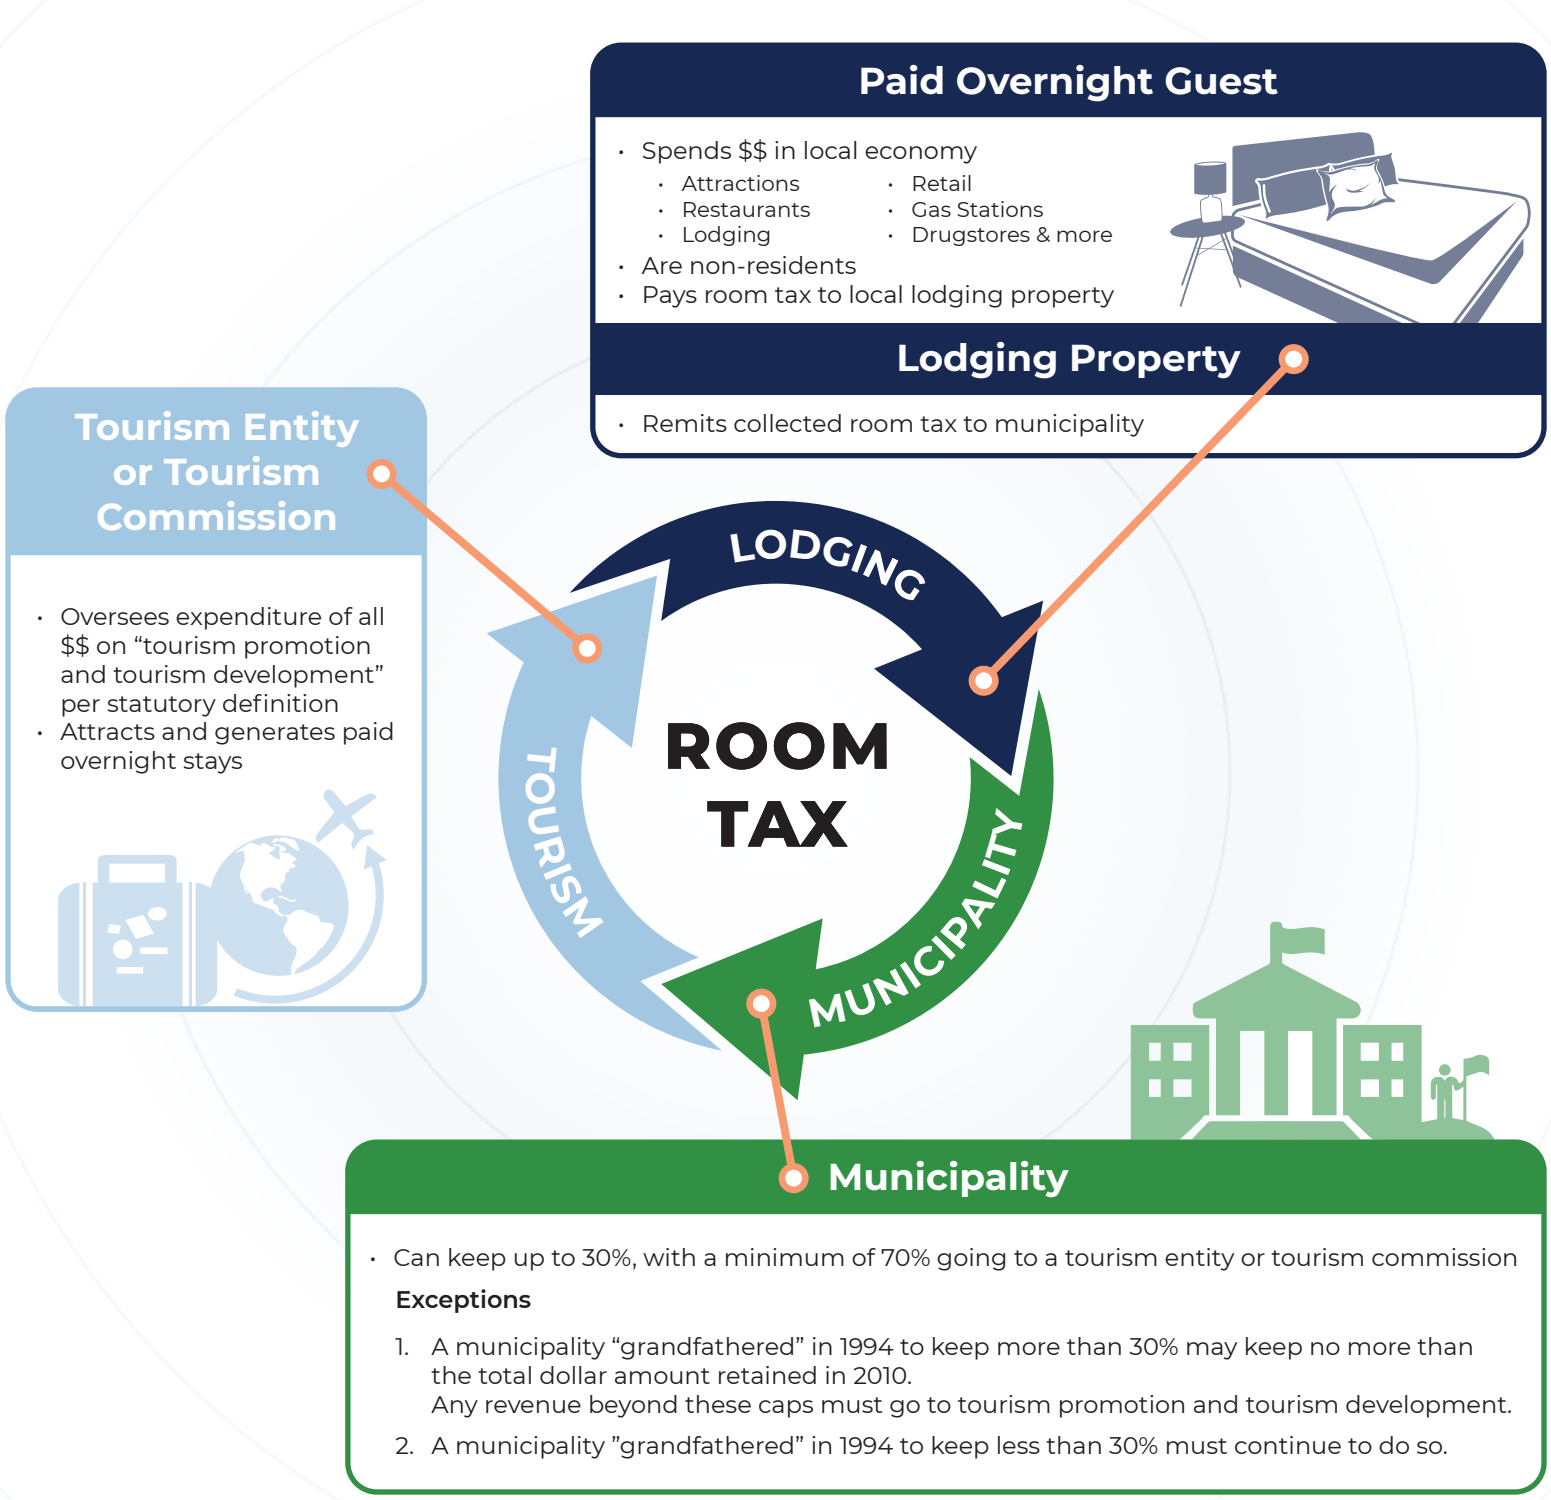 Paid Overnight Guest
• Spends $$ in local economy
• Attractions
• Restaurants
• Lodging
• Retail
• Gas Stations
• Drugstores & more
• Are non-residents
• Pays room tax to local lodging property
Lodging Property
• Remits collected room tax to municipality
Tourism Entity
or Tourism
Commission
• Oversees expenditure of all
$$ on “tourism promotion
and tourism development”
per statutory definition
• Attracts and generates paid
overnight stays
LODGING
TOURISM
MUNICIPALITY
ROOM
TAX
Municipality
• Can keep up to 30%, with a minimum of 70% going to a tourism entity or tourism commission
Exceptions
1. A municipality “grandfathered” in 1994 to keep more than 30% may keep no more than
the total dollar amount retained in 2010.
Any revenue beyond these caps must go to tourism promotion and tourism development.
2. A municipality ”grandfathered” in 1994 to keep less than 30% must continue to do so.